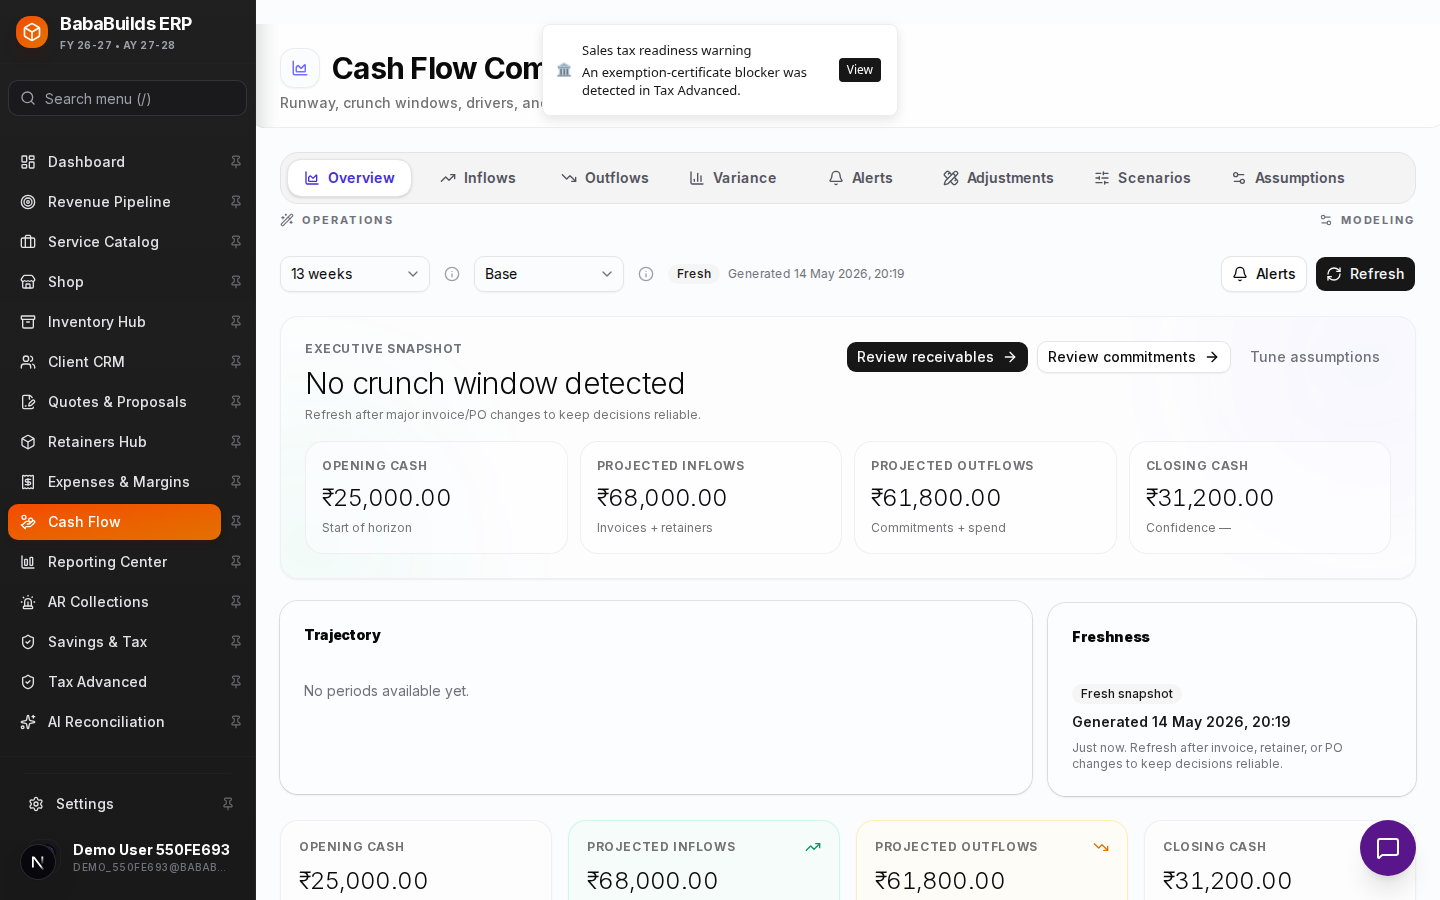 BabaBuilds ERP
FY 26-27 • AY 27-28
Search menu (/)
Dashboard
Revenue Pipeline
Service Catalog
Shop
Inventory Hub
Client CRM
Quotes & Proposals
Retainers Hub
Expenses & Margins
Cash Flow
Reporting Center
AR Collections
Savings & Tax
Tax Advanced
AI Reconciliation
Settings
Demo User 550FE693
DEMO_550FE693@BABAB...
Cash Flow Com
Runway, crunch windows, drivers, and
Sales tax readiness warning
An exemption-certificate blocker was
detected in Tax Advanced.
View
Overview
Inflows
Outflows
Variance
Alerts
Adjustments
Scenarios
Assumptions
OPERATIONS
MODELING
13 weeks
Base
Fresh
Generated 14 May 2026, 20:19
Alerts
Refresh
EXECUTIVE SNAPSHOT
No crunch window detected
Refresh after major invoice/PO changes to keep decisions reliable.
Review receivables
Review commitments
Tune assumptions
OPENING CASH
₹25,000.00
Start of horizon
PROJECTED INFLOWS
₹68,000.00
Invoices + retainers
PROJECTED OUTFLOWS
₹61,800.00
Commitments + spend
CLOSING CASH
₹31,200.00
Confidence —
Trajectory
No periods available yet.
Freshness
Fresh snapshot
Generated 14 May 2026, 20:19
Just now. Refresh after invoice, retainer, or PO
changes to keep decisions reliable.
OPENING CASH
₹25,000.00
PROJECTED INFLOWS
₹68,000.00
PROJECTED OUTFLOWS
₹61,800.00
CLOSING CASH
₹31,200.00